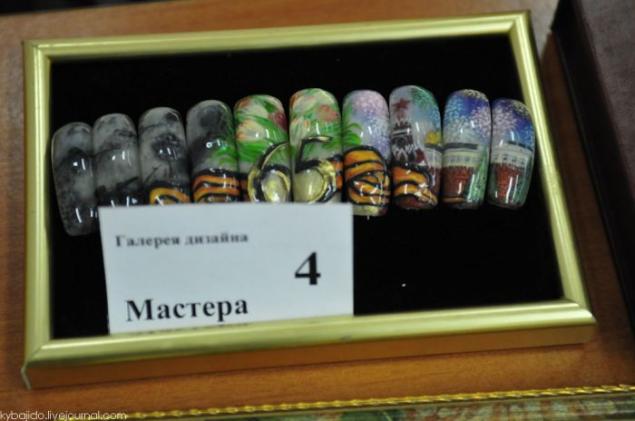 Галерея дизайна
4
Мастера
65
kybajido.livejournal.com